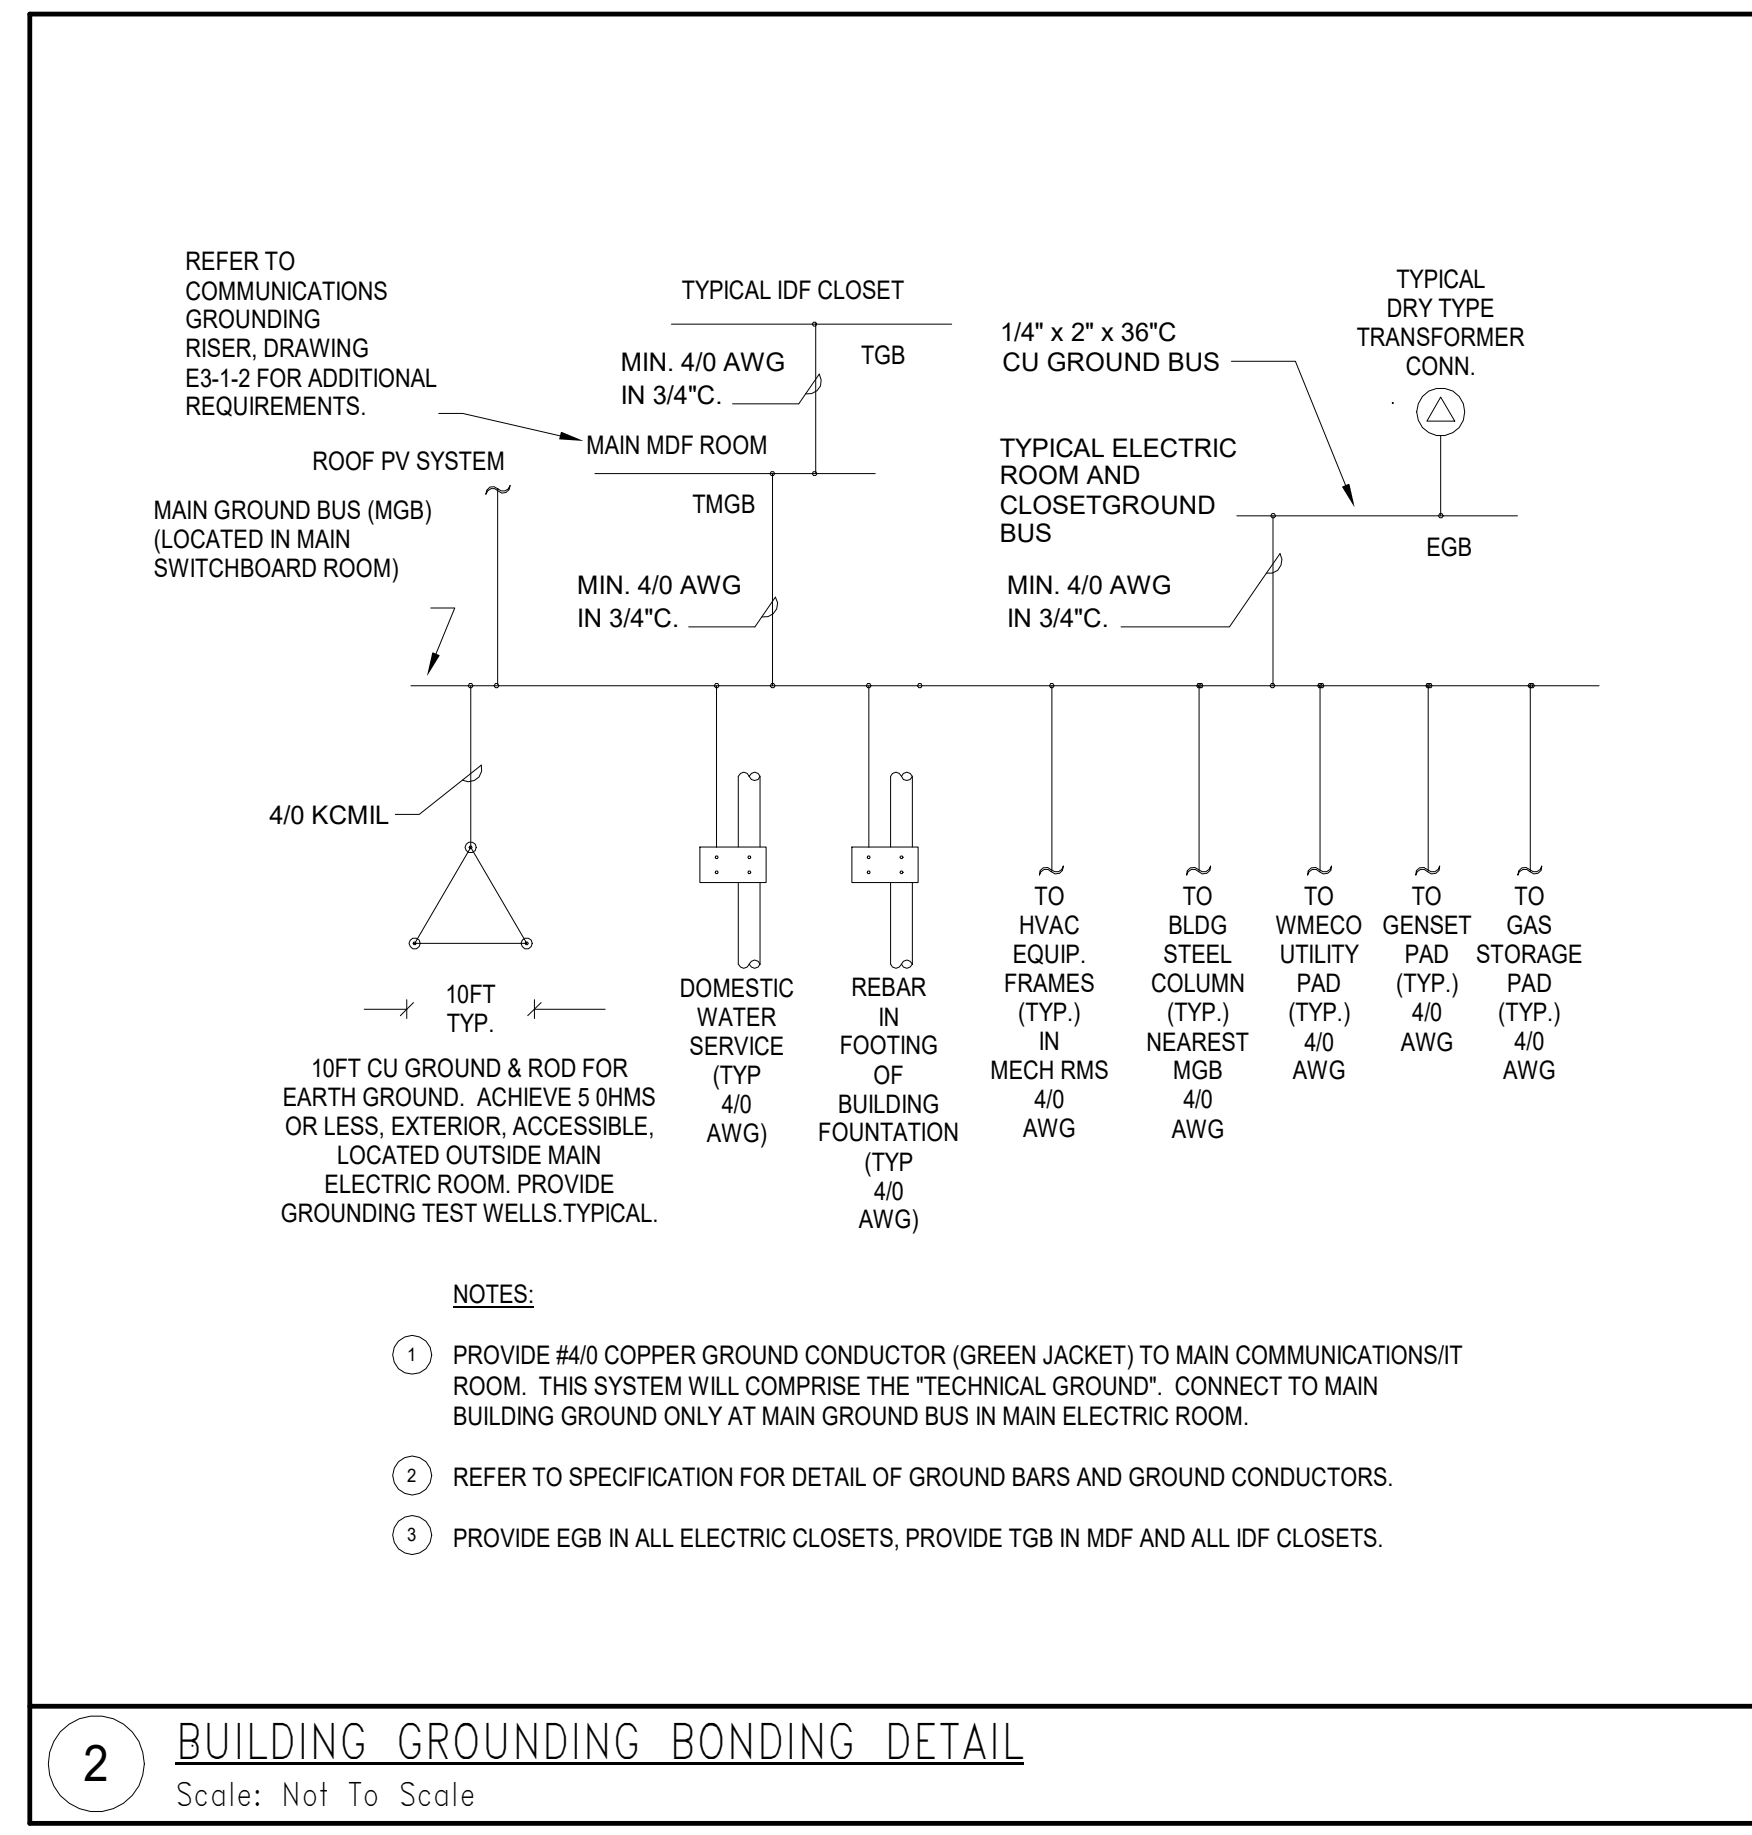 REFER TO
COMMUNICATIONS
GROUNDING
RISER, DRAWING
E3-1-2 FOR ADDITIONAL
REQUIREMENTS.
TYPICAL IDF CLOSET
TGB
MIN. 4/0 AWG
IN 3/4"C.
MAIN MDF ROOM
TMGB
ROOF PV SYSTEM
MAIN GROUND BUS (MGB)
(LOCATED IN MAIN
SWITCHBOARD ROOM)
MIN. 4/0 AWG
IN 3/4"C.
1/4" x 2" x 36"C
CU GROUND BUS
TYPICAL
DRY TYPE
TRANSFORMER
CONN.
TYPICAL ELECTRIC
ROOM AND
CLOSETGROUND
BUS
EGB
MIN. 4/0 AWG
IN 3/4"C.
4/0 KCMIL
10FT
TYP.
10FT CU GROUND & ROD FOR
EARTH GROUND. ACHIEVE 5 0HMS
OR LESS, EXTERIOR, ACCESSIBLE,
LOCATED OUTSIDE MAIN
ELECTRIC ROOM. PROVIDE
GROUNDING TEST WELLS.TYPICAL.
DOMESTIC
WATER
SERVICE
(TYP
4/0
AWG)
REBAR
IN
FOOTING
OF
BUILDING
FOUNTATION
(TYP
4/0
AWG)
TO
HVAC
EQUIP.
FRAMES
(TYP.)
IN
MECH RMS
4/0
AWG
TO
BLDG
STEEL
COLUMN
(TYP.)
NEAREST
MGB
4/0
AWG
TO
WMECO
UTILITY
PAD
(TYP.)
4/0
AWG
TO
GENSET
PAD
(TYP.)
4/0
AWG
TO
GAS
STORAGE
PAD
(TYP.)
4/0
AWG
NOTES:
1 PROVIDE #4/0 COPPER GROUND CONDUCTOR (GREEN JACKET) TO MAIN COMMUNICATIONS/IT
ROOM. THIS SYSTEM WILL COMPRISE THE "TECHNICAL GROUND". CONNECT TO MAIN
BUILDING GROUND ONLY AT MAIN GROUND BUS IN MAIN ELECTRIC ROOM.
2 REFER TO SPECIFICATION FOR DETAIL OF GROUND BARS AND GROUND CONDUCTORS.
3 PROVIDE EGB IN ALL ELECTRIC CLOSETS, PROVIDE TGB IN MDF AND ALL IDF CLOSETS.
2 BUILDING GROUNDING BONDING DETAIL
Scale: Not To Scale